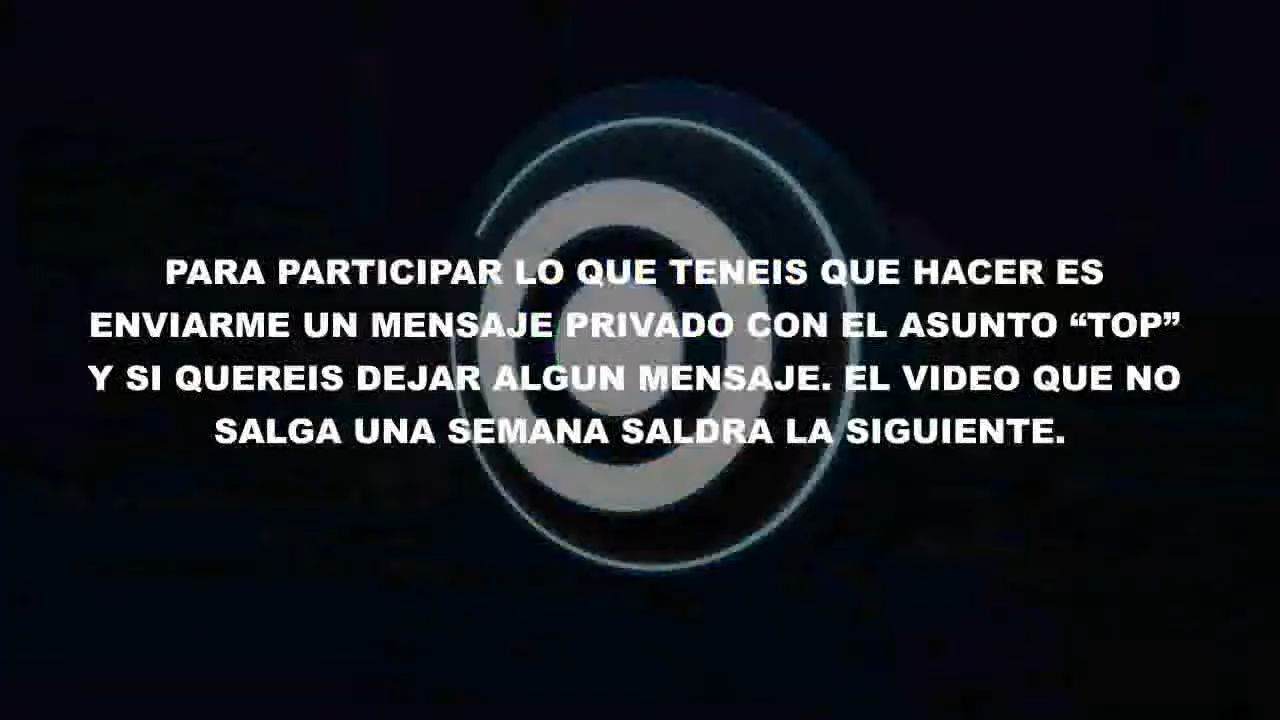 PARA PARTICIPAR LO QUE TENEIS QUE HACER ES
ENVIARME UN MENSAJE PRIVADO CON EL ASUNTO “TOP”
Y SI QUEREIS DEJAR ALGUN MENSAJE. EL VIDEO QUE NO
SALGA UNA SEMANA SALDRA LA SIGUIENTE.